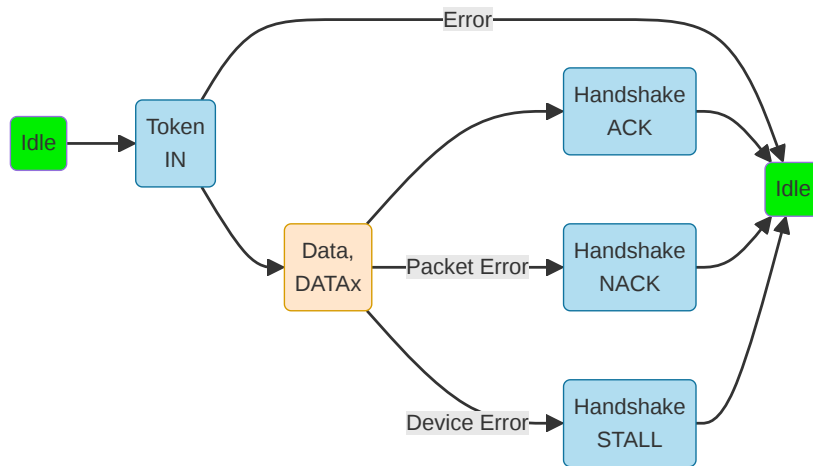 Error
Idle
Token
IN
Data,
DATAx
Packet Error
Device Error
Handshake
ACK
Handshake
NACK
Handshake
STALL
Idle